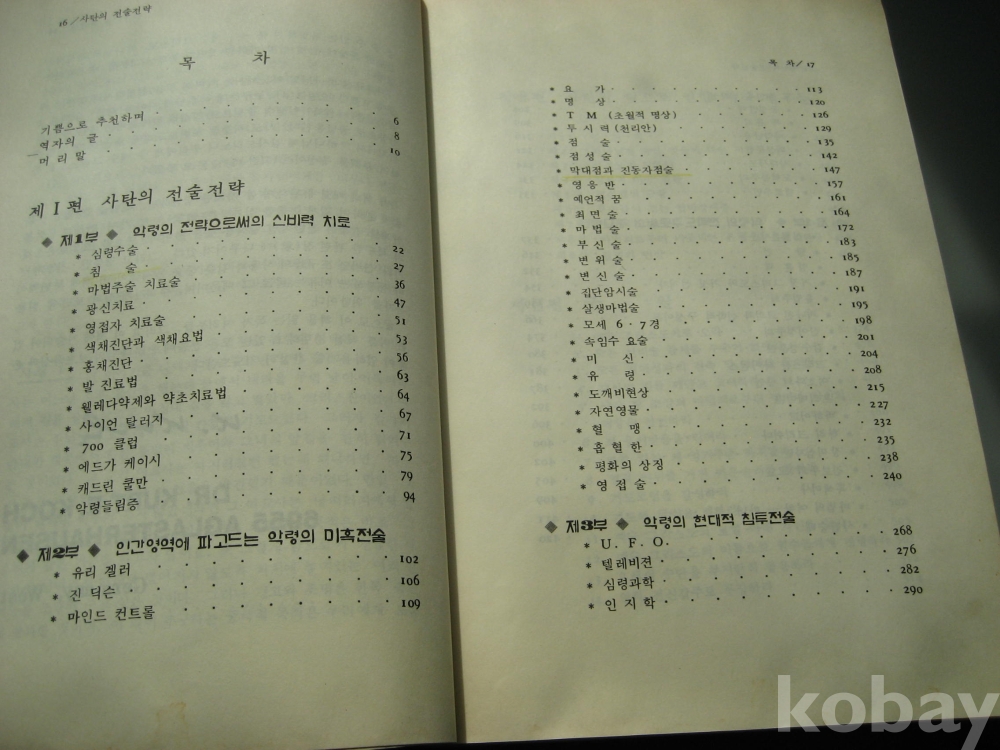 16/사탄의 전술전략
목 차
기쁨으로 추천하며 6
역자의 글 8
머리말 10
제Ⅰ편 사탄의 전술전략
◆ 제1부 ◆ 악령의 전략으로써의 신비력 치료
* 심령수술 22
* 침 술 27
* 마법주술 치료술 36
* 광신치료 47
* 영접자 치료술 51
* 색채진단과 색채요법 53
* 홍채진단 56
* 발 진료법 63
* 웰레다약제와 약초치료법 64
* 사이언 탈러지 67
* 700 클럽 71
* 에드가 케이시 75
* 캐드린 쿨만 79
* 악령들림증 94
◆ 제2부 ◆ 인간영역에 파고드는 악령의 미혹전술
* 유리 겔러 102
* 진 딕슨 106
* 마인드 컨트롤 109
목 차/17
* 요 가 113
* 명 상 120
* T M (초월적 명상) 126
* 투시력 (천리안) 129
* 점 술 135
* 점성술 142
* 막대점과 진동자점술 147
* 영응반 157
* 예언적 꿈 161
* 최면술 164
* 마법술 172
* 부신술 183
* 변위술 185
* 변신술 187
* 집단암시술 191
* 살생마법술 195
* 모세 6·7경 198
* 속임수 요술 201
* 미 신 204
* 유 령 208
* 도깨비현상 215
* 자연영물 227
* 혈 맹 232
* 흡혈한 235
* 평화의 상징 238
* 영접술 240
◆ 제3부 ◆ 악령의 현대적 침투전술
* U. F. O. 268
* 텔레비젼 276
* 심령과학 282
* 인지학 290
kobay